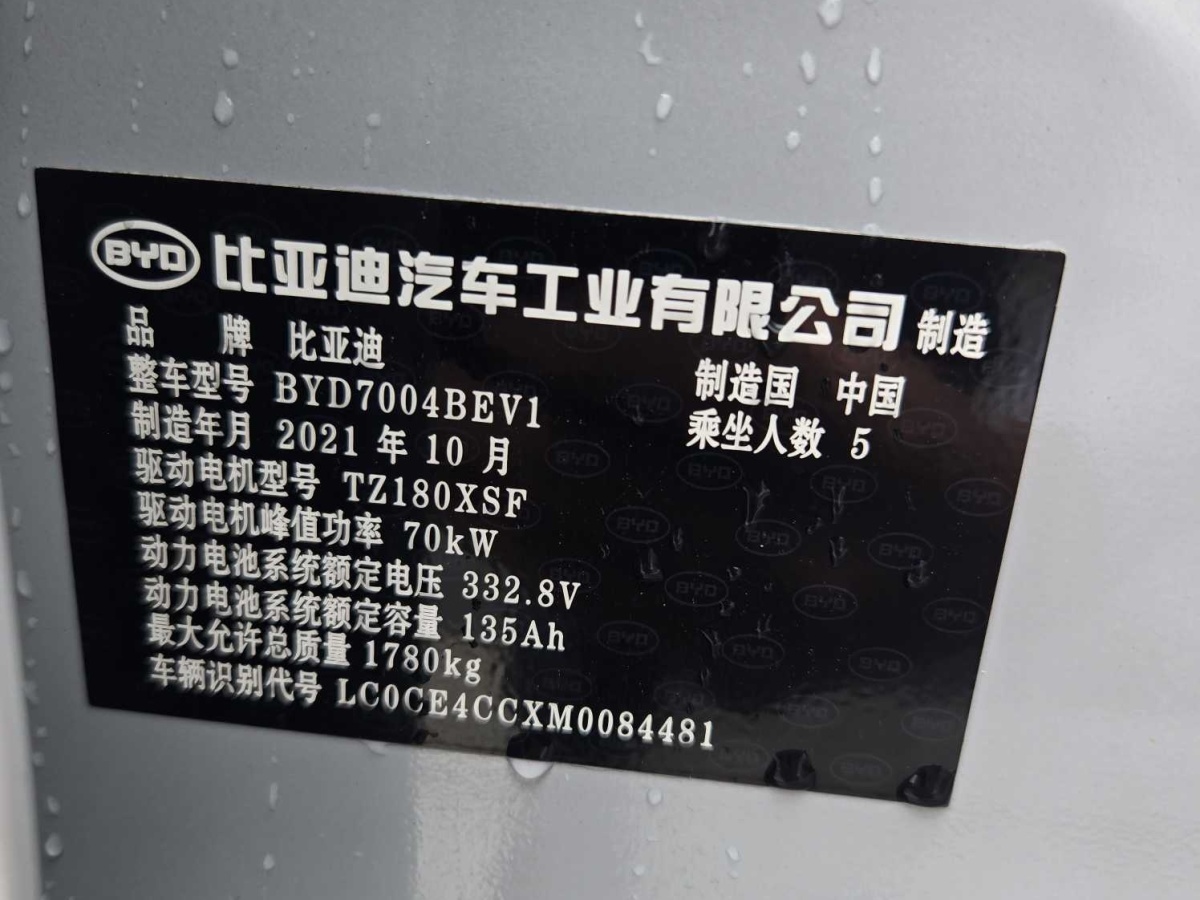 BYD 比亚迪汽车工业有限公司 制造
品 牌 比亚迪
制造国 中国
整车型号 BYD7004BEV1
乘坐人数 5
制造年月 2021 年 10 月
驱动电机型号 TZ180XSF
驱动电机峰值功率 70kW
动力电池系统额定电压 332.8V
动力电池系统额定容量 135Ah
最大允许总质量 1780kg
车辆识别代号 LC0CE4CCXM0084481